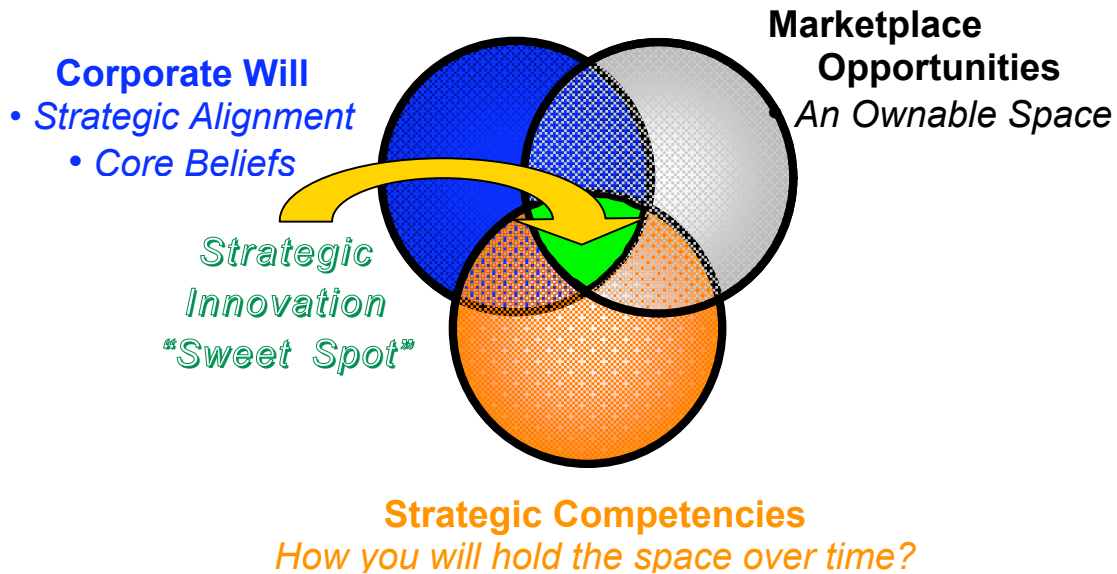 Corporate Will
• Strategic Alignment
• Core Beliefs
Marketplace
Opportunities
• An Ownable Space
Strategic
Innovation
“Sweet Spot”
Strategic Competencies
How you will hold the space over time?